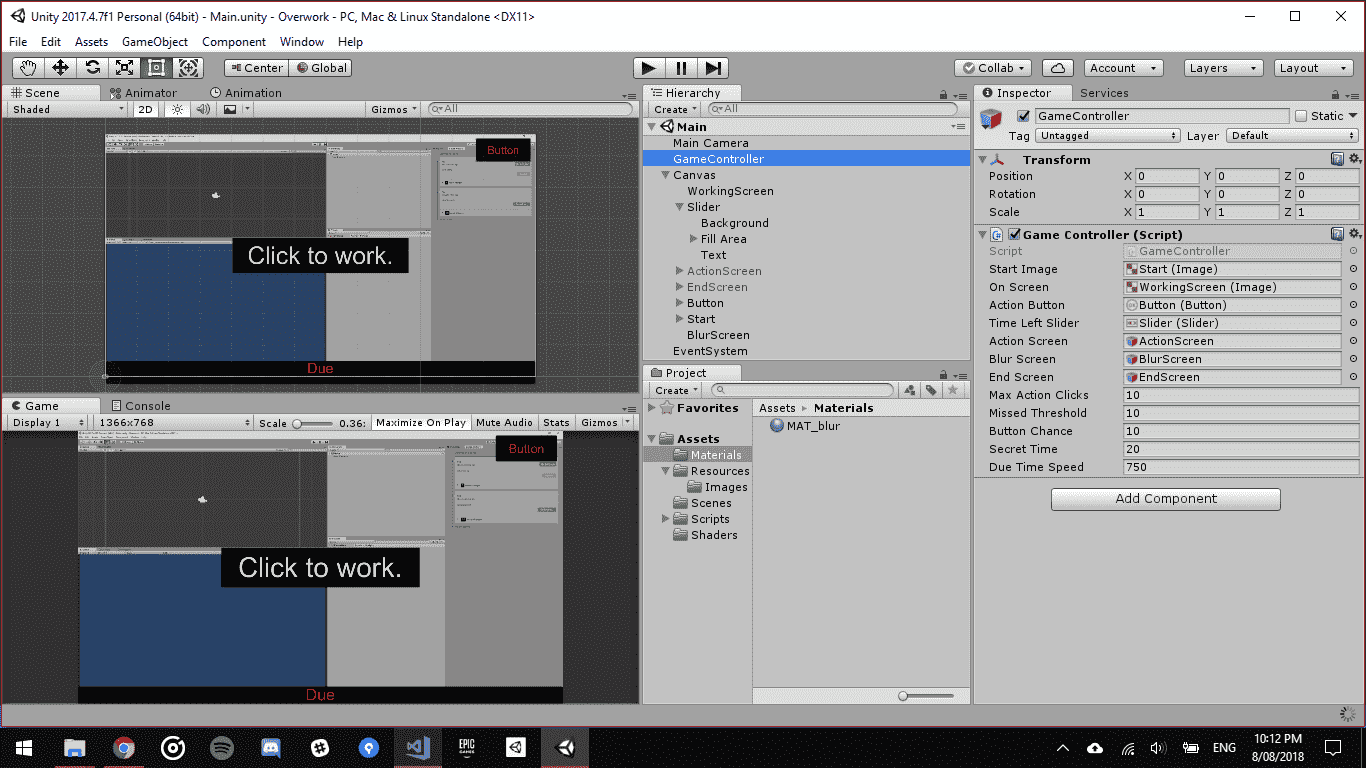 Unity 2017.4.7f1 Personal (64bit) - Main.unity - Overwork - PC, Mac & Linux Standalone <DX11>
File Edit Assets GameObject Component Window Help
Center Global
Collab Account Layers Layout
Scene Animator Animation
Shaded 2D Gizmos All
Button
Click to work.
Due
Game Console
Display 1 1366x768 Scale 0.36: Maximize On Play Mute Audio Stats Gizmos
Button
Click to work.
Due
Hierarchy
Create All
Main
Main Camera
GameController
Canvas
WorkingScreen
Slider
Background
Fill Area
Text
ActionScreen
EndScreen
Button
Start
BlurScreen
EventSystem
Project
Create
Favorites
Assets
Materials
Resources
Images
Scenes
Scripts
Shaders
Assets Materials
MAT_blur
Inspector Services
GameController Static
Tag Untagged Layer Default
Transform
Position X 0 Y 0 Z 0
Rotation X 0 Y 0 Z 0
Scale X 1 Y 1 Z 1
Game Controller (Script)
Script GameController
Start Image Start (Image)
On Screen WorkingScreen (Image)
Action Button Button (Button)
Time Left Slider Slider (Slider)
Action Screen ActionScreen
Blur Screen BlurScreen
End Screen EndScreen
Max Action Clicks 10
Missed Threshold 10
Button Chance 10
Secret Time 20
Due Time Speed 750
Add Component
EPIC
GAMES
ENG
10:12 PM
8/08/2018